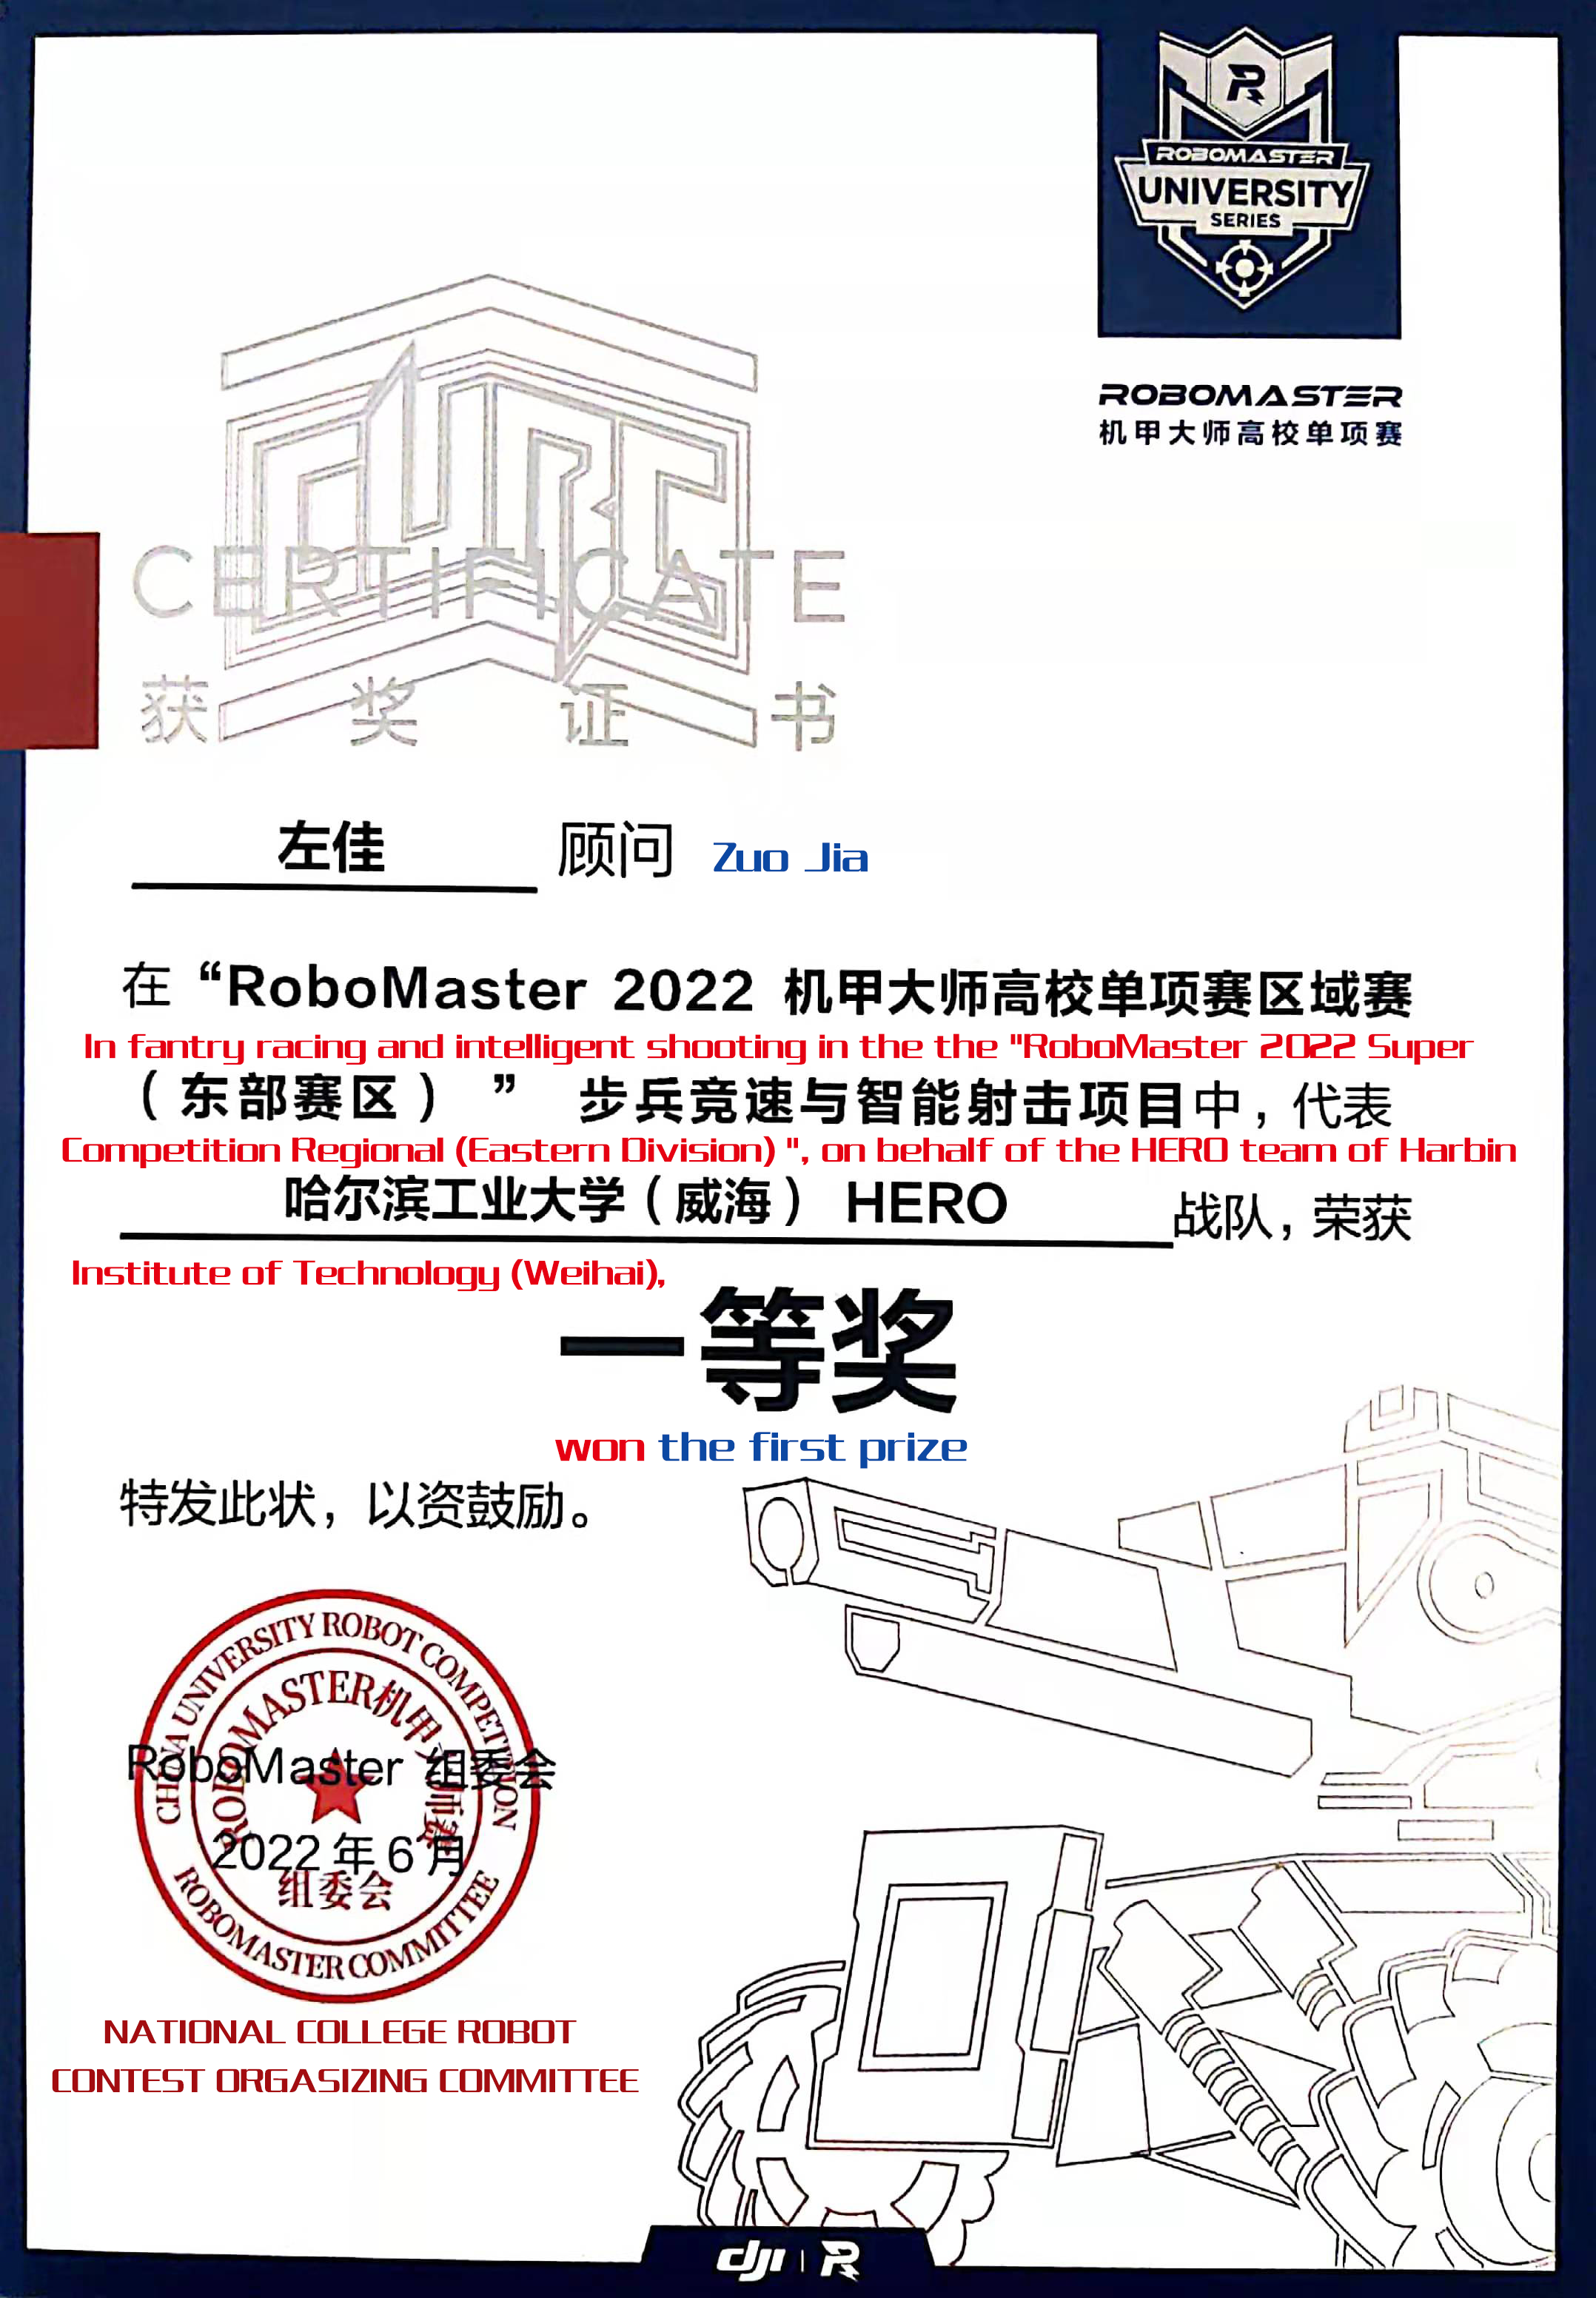 ROBOMASTER
UNIVERSITY
SERIES
ROBOMASTER
机甲大师高校单项赛
CURC
CERTIFICATE
获奖证书
左佳 顾问 Zuo Jia
在“RoboMaster 2022 机甲大师高校单项赛区域赛
In fantry racing and intelligent shooting in the the "RoboMaster 2022 Super
（东部赛区）” 步兵竞速与智能射击项目中，代表
Competition Regional (Eastern Division) ", on behalf of the HERO team of Harbin
哈尔滨工业大学（威海） HERO 战队，荣获
Institute of Technology (Weihai),
一等奖
won the first prize
特发此状，以资鼓励。
CHINA UNIVERSITY ROBOT COMPETITION
ROBOMASTER机甲大师赛
RoboMaster 组委会
2022 年 6 月
组委会
ROBOMASTER COMMITTEE
NATIONAL COLLEGE ROBOT
CONTEST ORGASIZING COMMITTEE
dji R